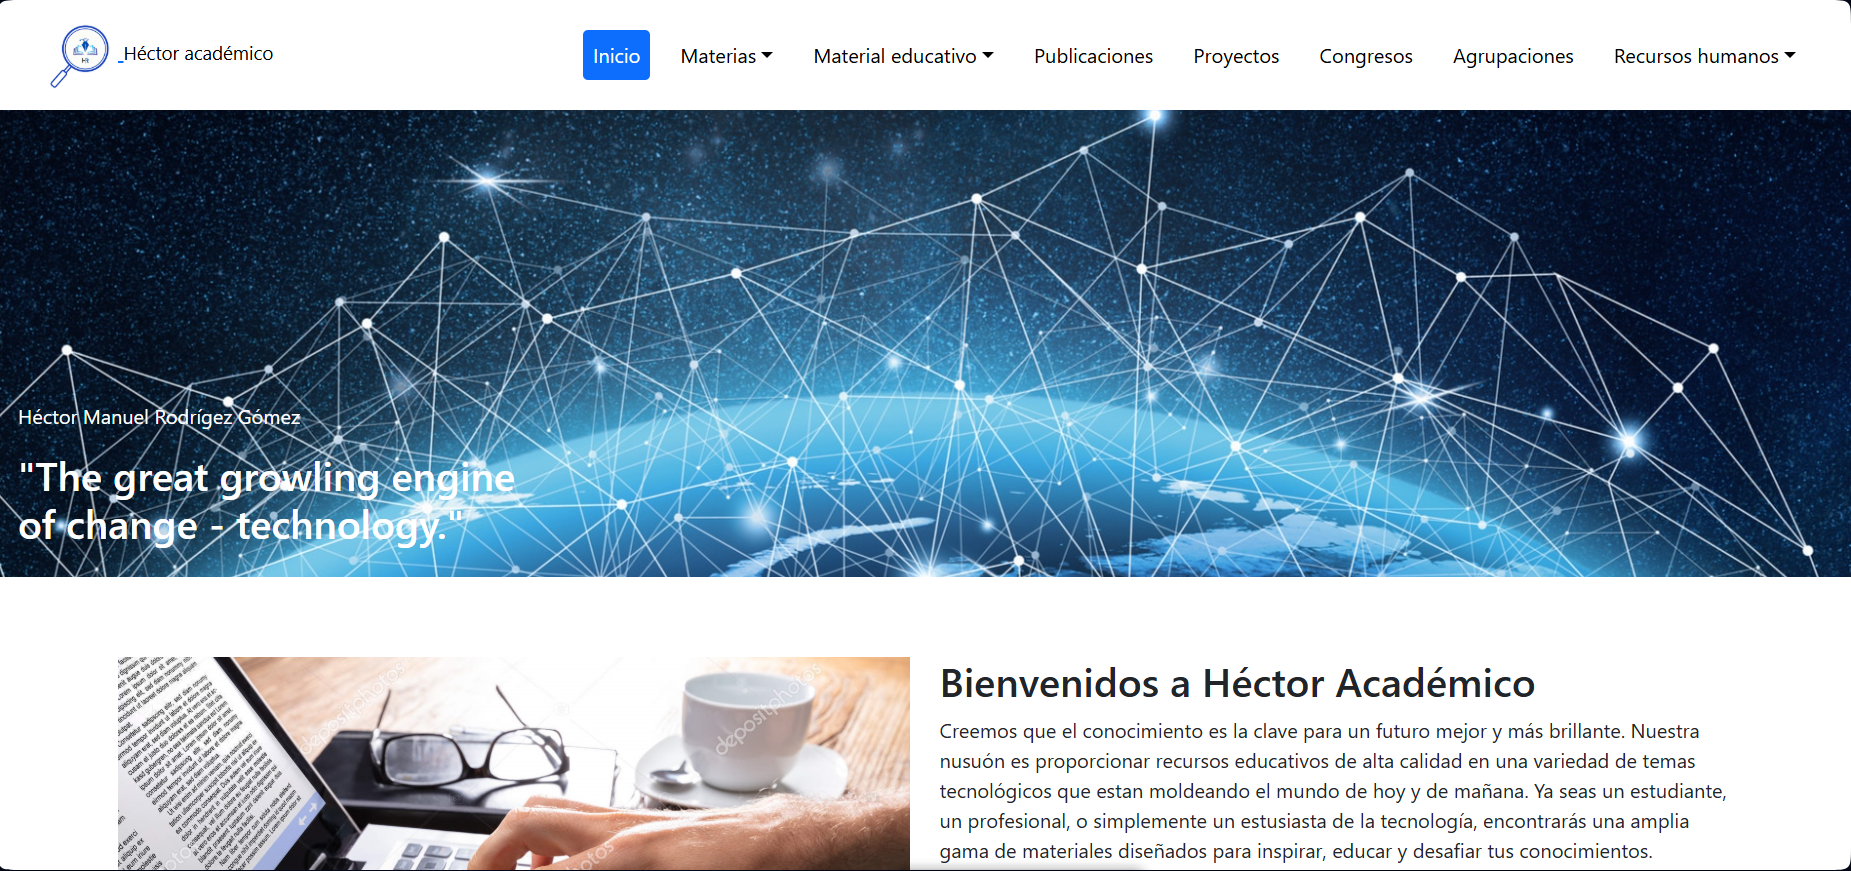 HR
Héctor académico
Inicio
Materias
Material educativo
Publicaciones
Proyectos
Congresos
Agrupaciones
Recursos humanos
Héctor Manuel Rodrígez Gómez
"The great growling engine
of change - technology."
Bienvenidos a Héctor Académico
Creemos que el conocimiento es la clave para un futuro mejor y más brillante. Nuestra
nusuón es proporcionar recursos educativos de alta calidad en una variedad de temas
tecnológicos que estan moldeando el mundo de hoy y de mañana. Ya seas un estudiante,
un profesional, o simplemente un estusiasta de la tecnología, encontrarás una amplia
gama de materiales diseñados para inspirar, educar y desafiar tus conocimientos.
depositphotos
depositphotos